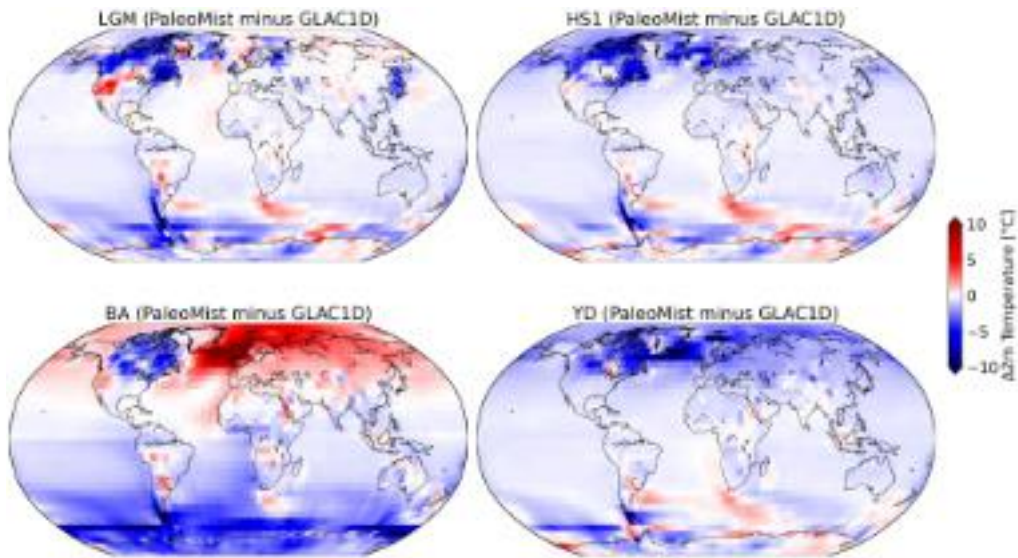 LGM (PaleoMist minus GLAC1D)
HS1 (PaleoMist minus GLAC1D)
BA (PaleoMist minus GLAC1D)
YD (PaleoMist minus GLAC1D)
10
5
0
−5
−10
Δ2m Temperature (°C)